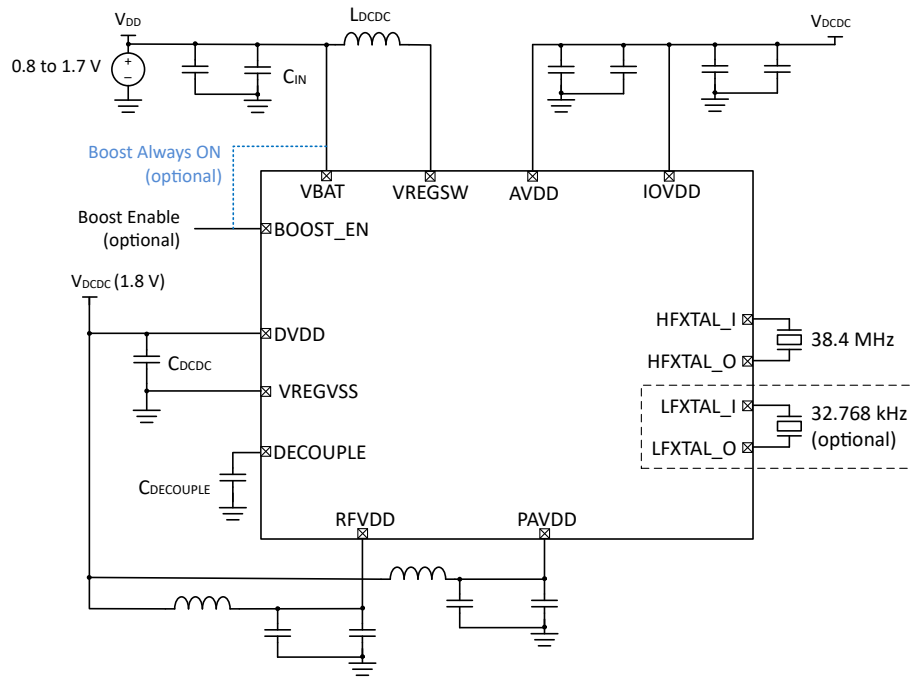 VDD
LDCDC
VDCDC
0.8 to 1.7 V
+
–
CIN
Boost Always ON
(optional)
VBAT
VREGSW
AVDD
IOVDD
Boost Enable
(optional)
BOOST_EN
VDCDC (1.8 V)
DVDD
HFXTAL_I
38.4 MHz
HFXTAL_O
CDCDC
VREGVSS
LFXTAL_I
32.768 kHz
(optional)
LFXTAL_O
DECOUPLE
CDECOUPLE
RFVDD
PAVDD